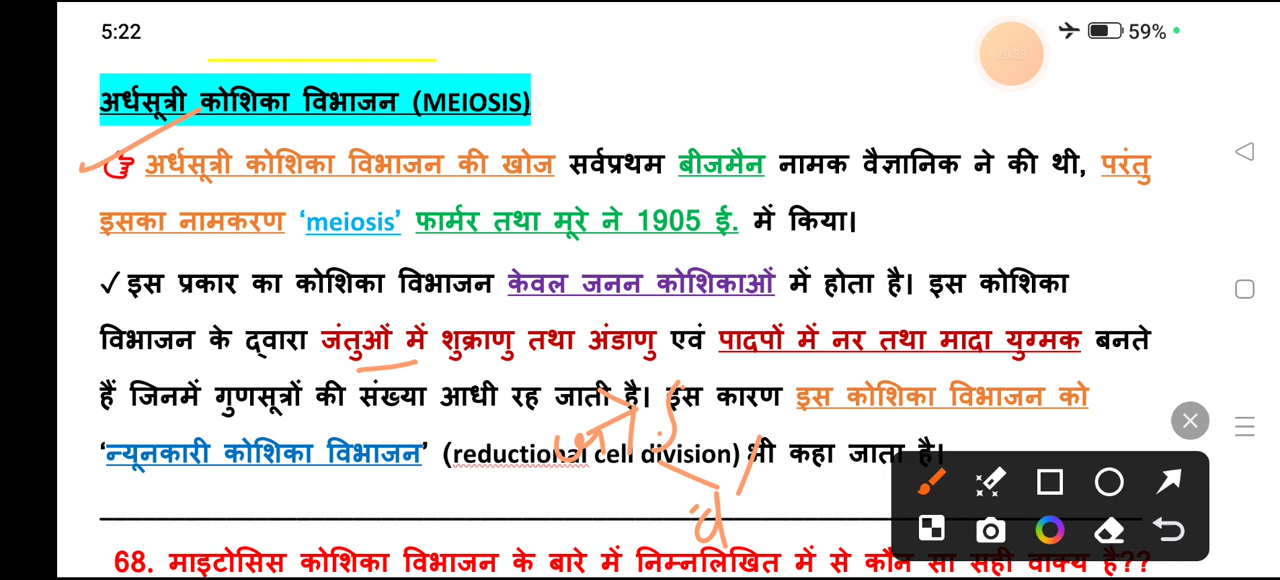 5:22
59%
अर्धसूत्री कोशिका विभाजन (MEIOSIS)
अर्धसूत्री कोशिका विभाजन की खोज सर्वप्रथम बीजमैन नामक वैज्ञानिक ने की थी, परंतु
इसका नामकरण ‘meiosis’ फार्मर तथा मूरे ने 1905 ई. में किया।
✓ इस प्रकार का कोशिका विभाजन केवल जनन कोशिकाओं में होता है। इस कोशिका
विभाजन के द्वारा जंतुओं में शुक्राणु तथा अंडाणु एवं पादपों में नर तथा मादा युग्मक बनते
हैं जिनमें गुणसूत्रों की संख्या आधी रह जाती है। इस कारण इस कोशिका विभाजन को
‘न्यूनकारी कोशिका विभाजन’ (reductional cell division) भी कहा जाता है।
68. माइटोसिस कोशिका विभाजन के बारे में निम्नलिखित में से कौन सा सही वाक्य है??